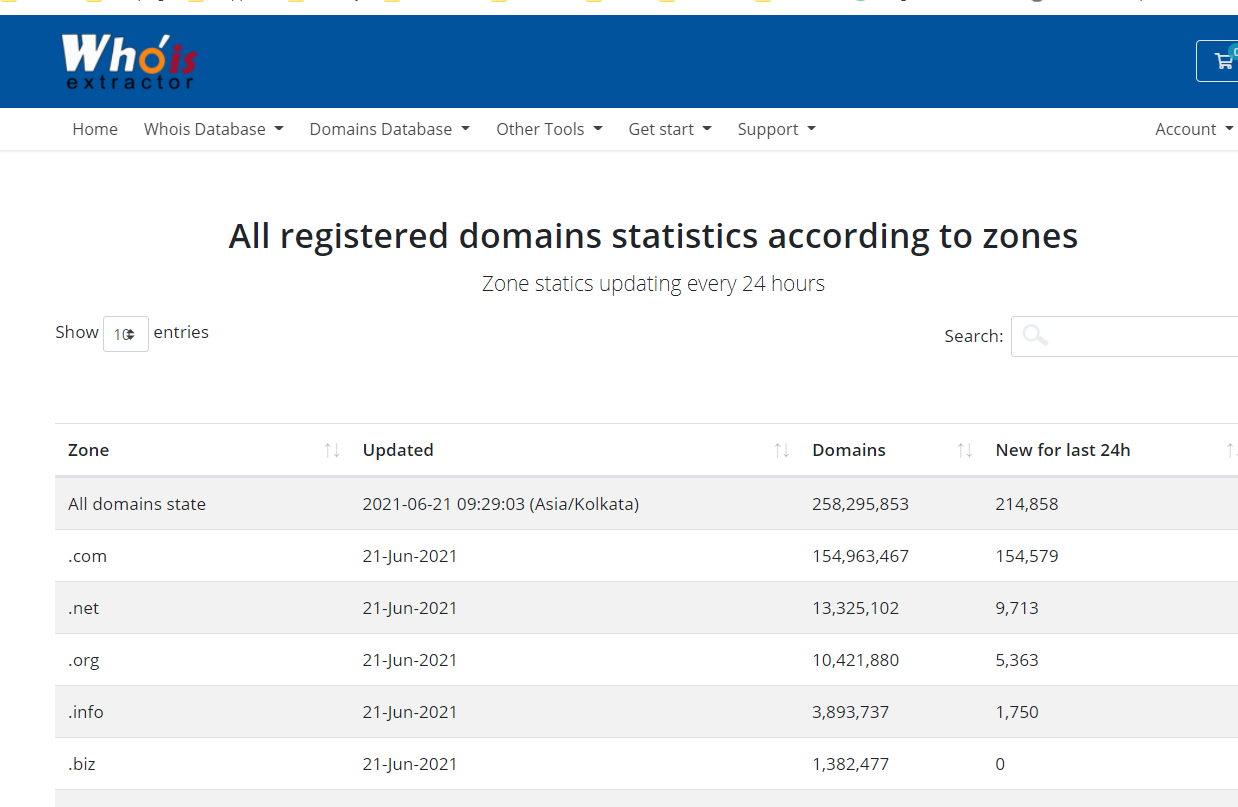 Whois
extractor
Home Whois Database Domains Database Other Tools Get start Support Account
All registered domains statistics according to zones
Zone statics updating every 24 hours
Show 10 entries Search:
Zone Updated Domains New for last 24h
All domains state 2021-06-21 09:29:03 (Asia/Kolkata) 258,295,853 214,858
.com 21-Jun-2021 154,963,467 154,579
.net 21-Jun-2021 13,325,102 9,713
.org 21-Jun-2021 10,421,880 5,363
.info 21-Jun-2021 3,893,737 1,750
.biz 21-Jun-2021 1,382,477 0